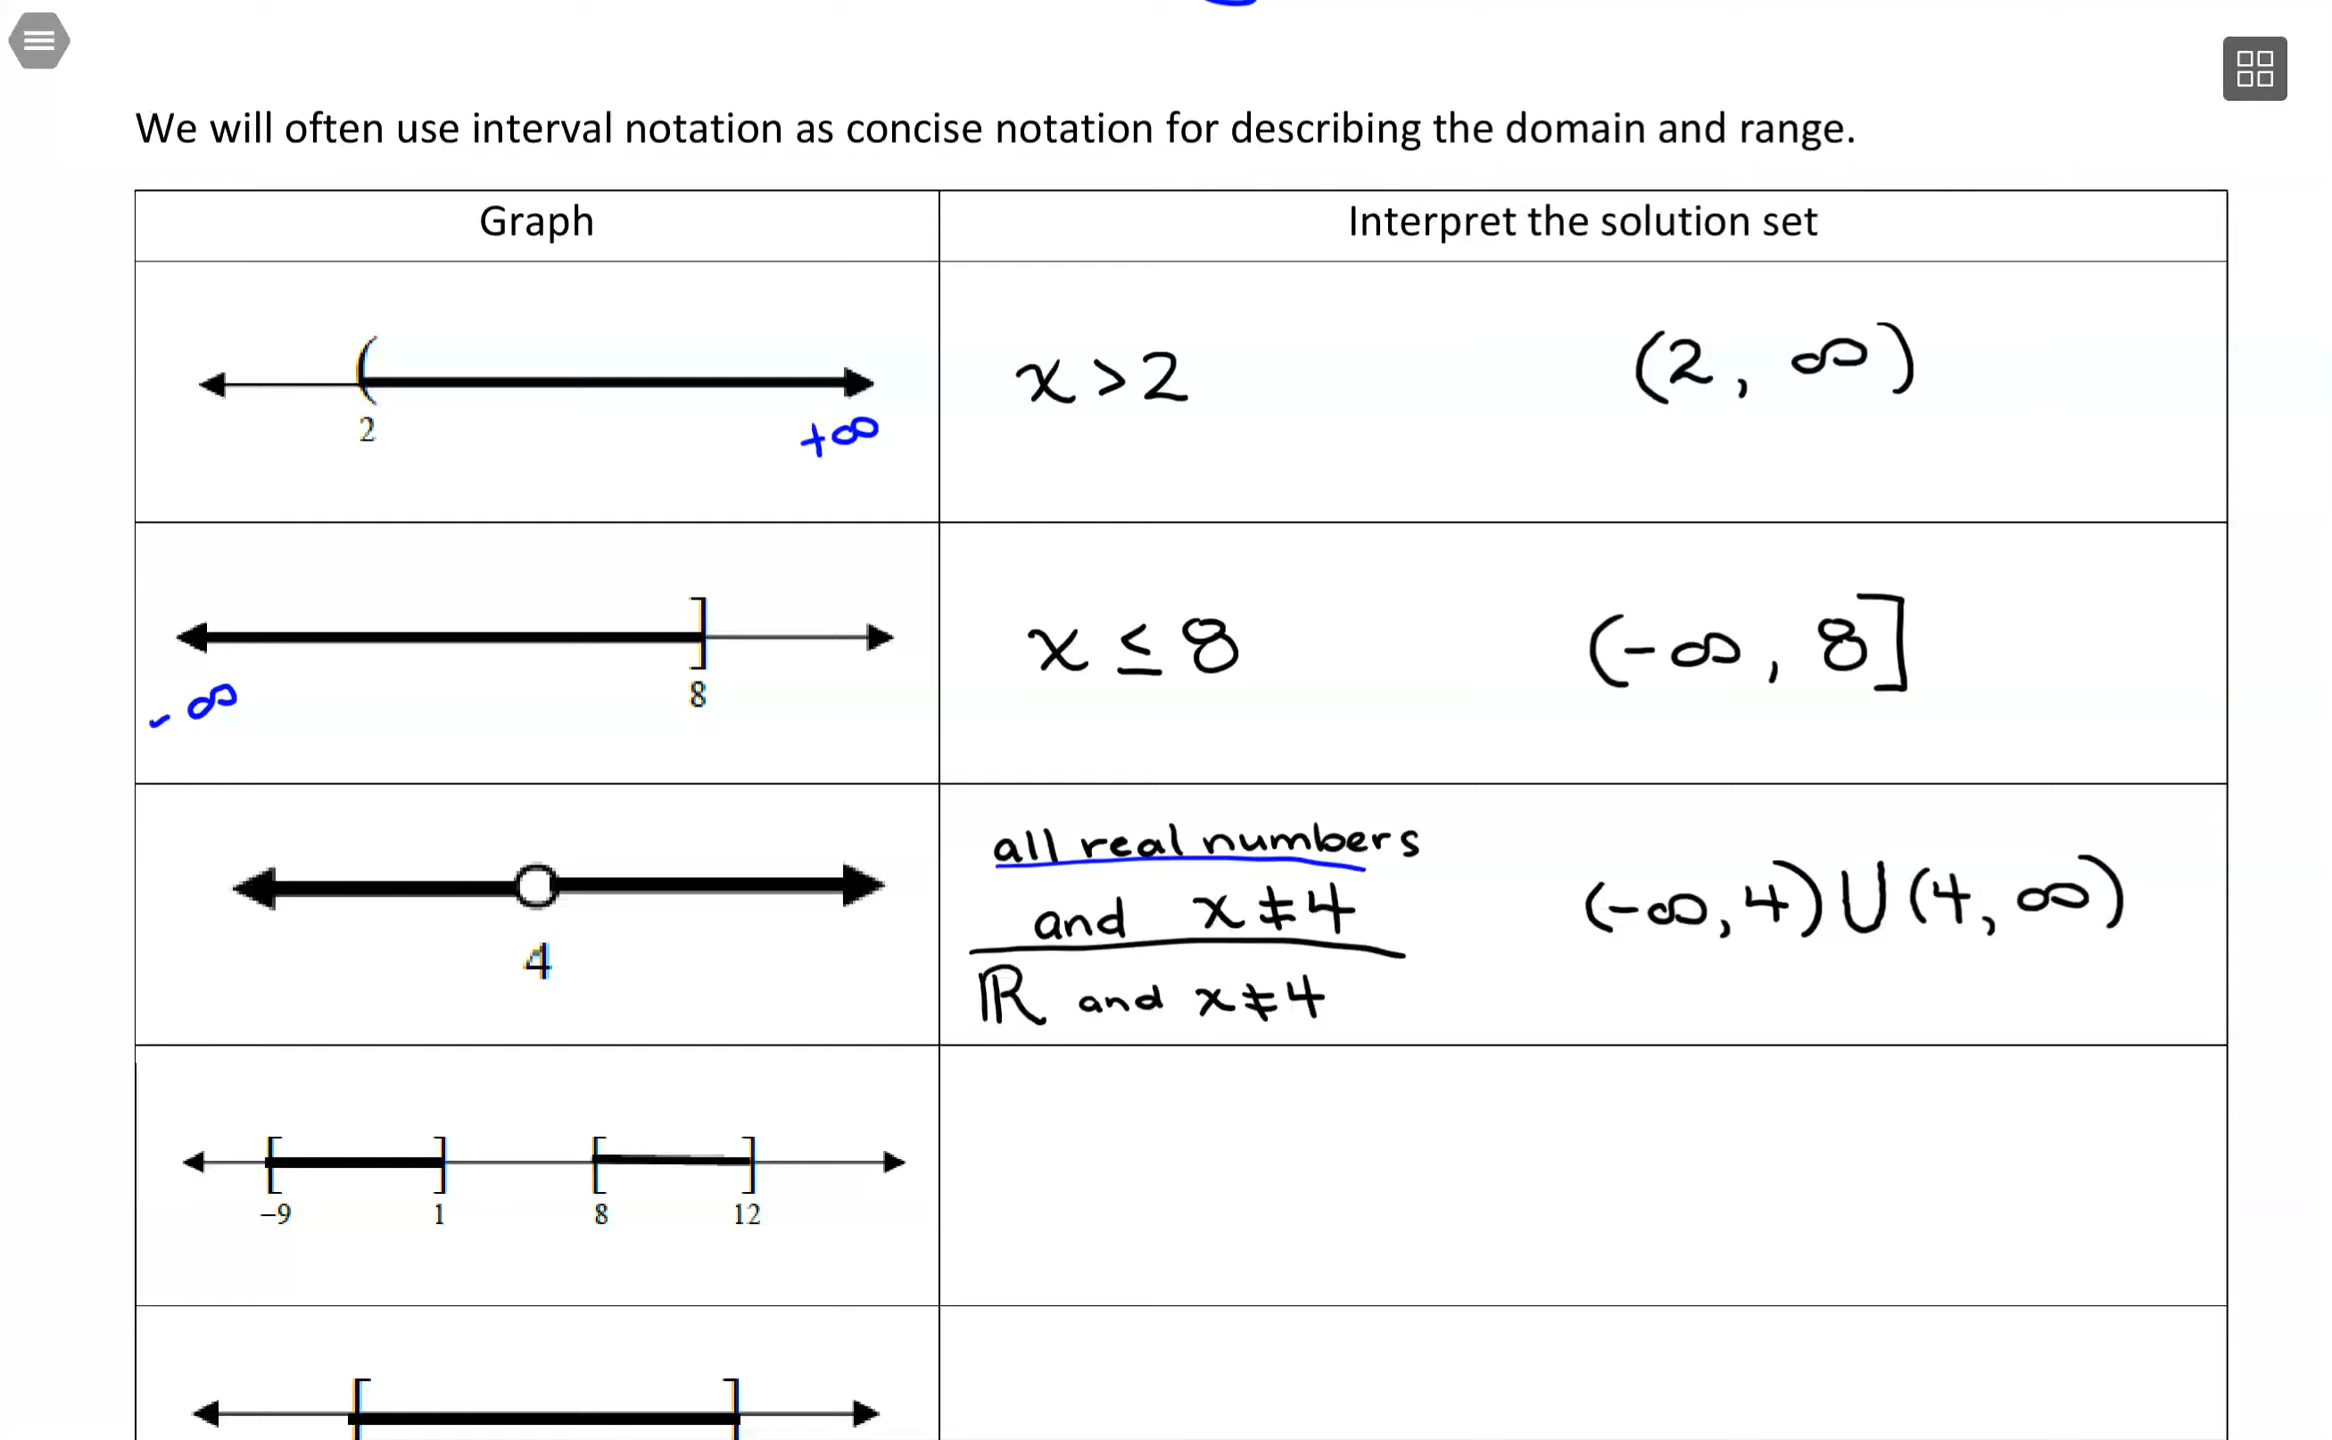 We will often use interval notation as concise notation for describing the domain and range.
Graph
Interpret the solution set
(
2
+∞
x > 2
(2, ∞)
]
8
-∞
x ≤ 8
(-∞, 8]
4
all real numbers
and x ≠ 4
ℝ and x ≠ 4
(-∞, 4) ∪ (4, ∞)
[ ] [ ]
–9 1 8 12
[ ]